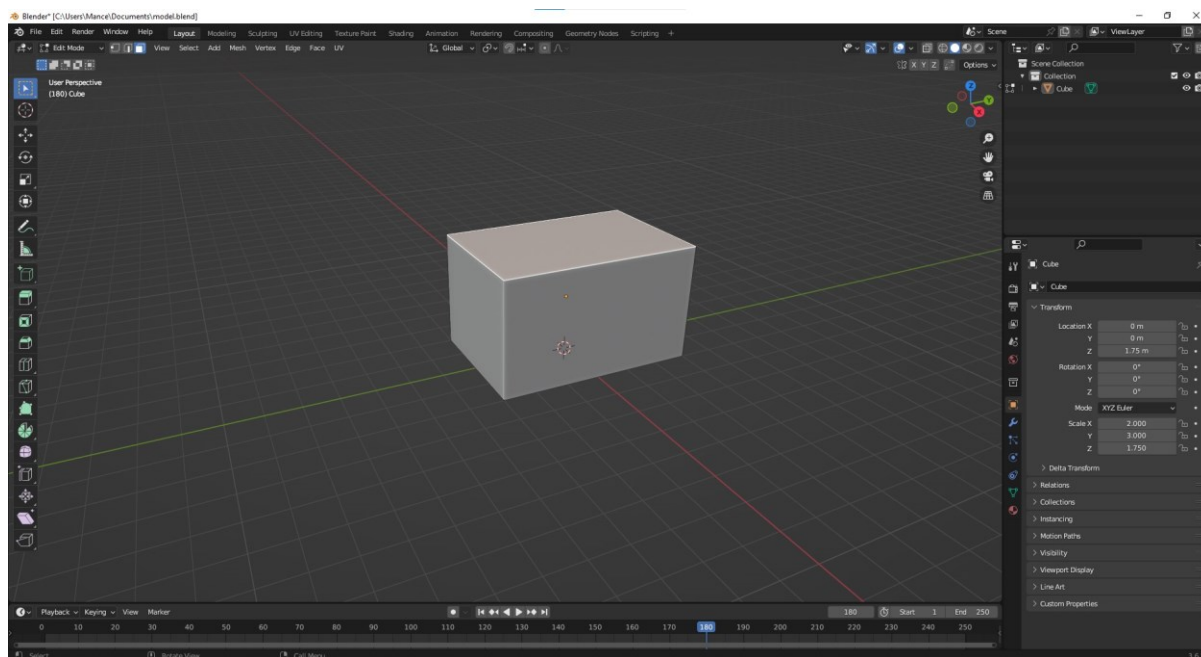 Blender* [C:\Users\Mance\Documents\model.blend]
File Edit Render Window Help Layout Modeling Sculpting UV Editing Texture Paint Shading Animation Rendering Compositing Geometry Nodes Scripting + Scene ViewLayer
Edit Mode View Select Add Mesh Vertex Edge Face UV Global
X Y Z Options
User Perspective
(180) Cube
Z
Y
X
Scene Collection
Collection
Cube
Cube
Cube
Transform
Location X 0 m
Y 0 m
Z 1.75 m
Rotation X 0°
Y 0°
Z 0°
Mode XYZ Euler
Scale X 2.000
Y 3.000
Z 1.750
Delta Transform
Relations
Collections
Instancing
Motion Paths
Visibility
Viewport Display
Line Art
Custom Properties
Playback Keying View Marker 180 Start 1 End 250
0 10 20 30 40 50 60 70 80 90 100 110 120 130 140 150 160 170 180 190 200 210 220 230 240 250
Select Rotate View Call Menu